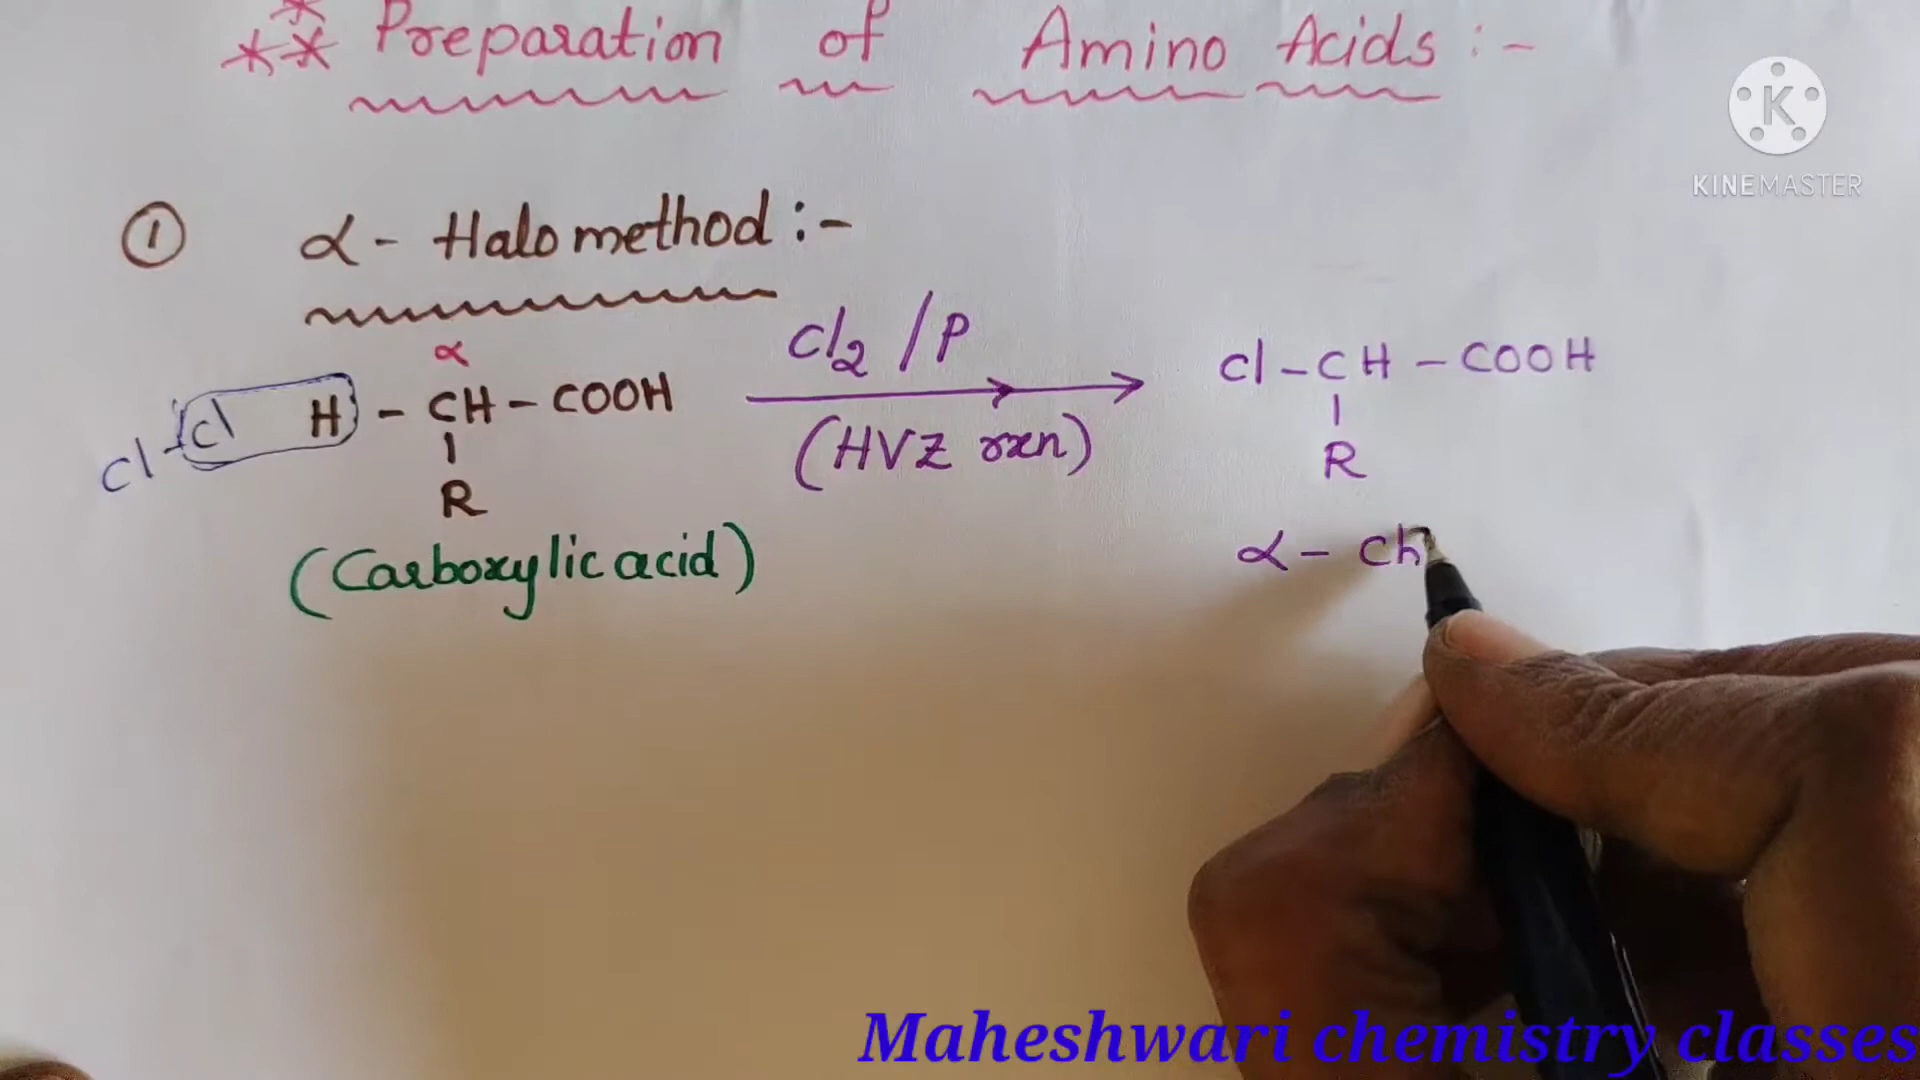 *
** Preparation of Amino Acids :-
K
KINEMASTER
① α - Halo method :-
α
Cl2 /P
Cl - Cl H - CH - COOH
(HVZ rxn)
Cl - CH - COOH
R
R
(Carboxylic acid)
α - Ch
Maheshwari chemistry classes